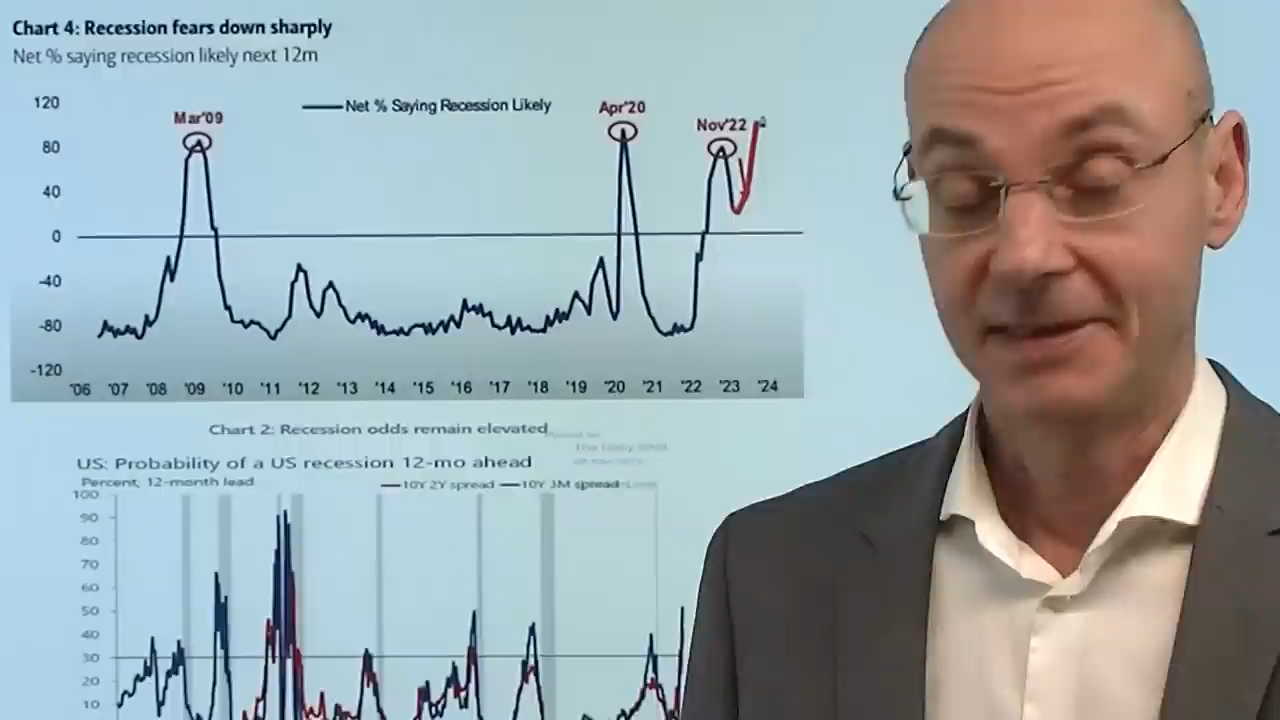 Chart 4: Recession fears down sharply
Net % saying recession likely next 12m
Net % Saying Recession Likely
Mar'09
Apr'20
Nov'22
120
80
40
0
-40
-80
-120
'06 '07 '08 '09 '10 '11 '12 '13 '14 '15 '16 '17 '18 '19 '20 '21 '22 '23 '24
Chart 2: Recession odds remain elevated
US: Probability of a US recession 12-mo ahead
Percent, 12-month lead
10Y 2Y spread 10Y 3M spread
100
90
80
70
60
50
40
30
20
10